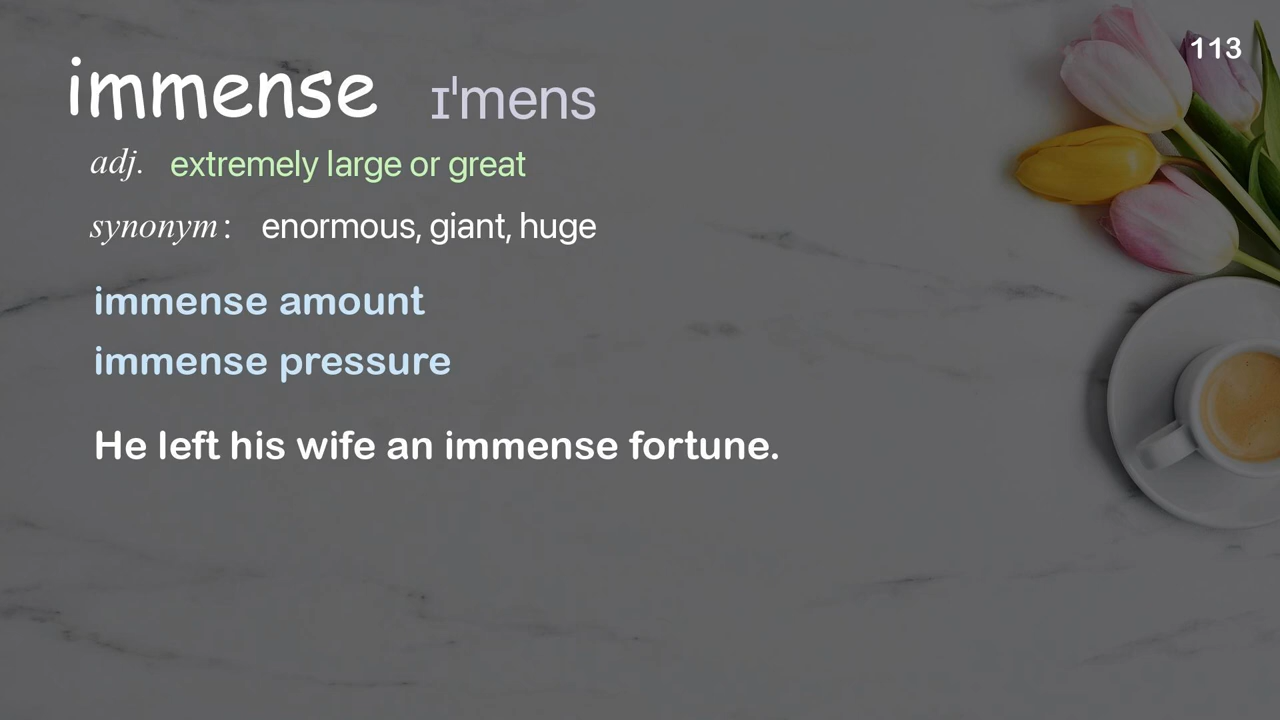 113
immense ɪˈmens
adj. extremely large or great
synonym: enormous, giant, huge
immense amount
immense pressure
He left his wife an immense fortune.